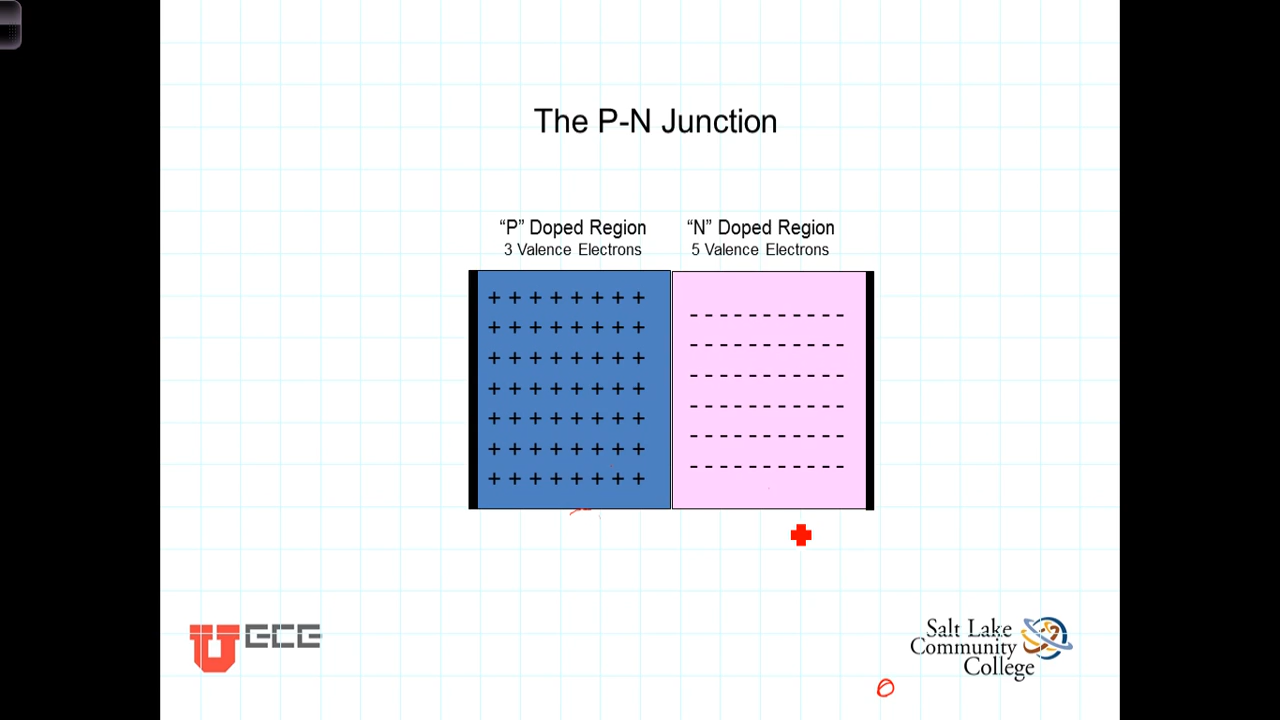 The P-N Junction
“P” Doped Region
3 Valence Electrons
“N” Doped Region
5 Valence Electrons
+ + + + + + + +
+ + + + + + + +
+ + + + + + + +
+ + + + + + + +
+ + + + + + + +
+ + + + + + + +
+ + + + + + + +
- - - - - - - - - - -
- - - - - - - - - - -
- - - - - - - - - - -
- - - - - - - - - - -
- - - - - - - - - - -
- - - - - - - - - - -
U ECE
Salt Lake
Community
College